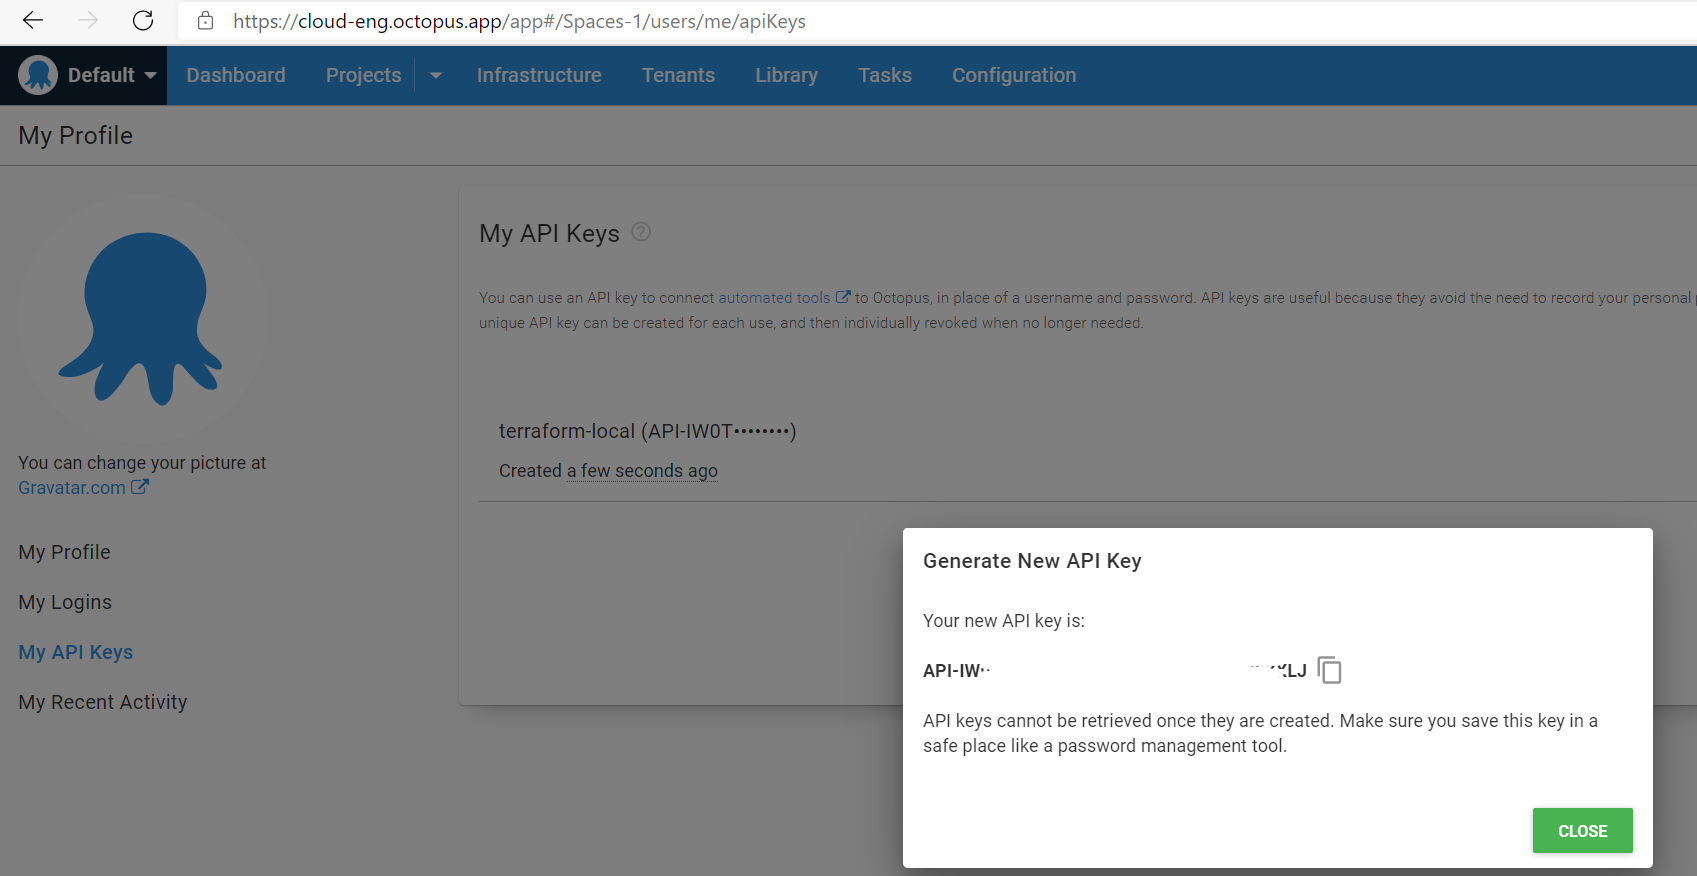 https://cloud-eng.octopus.app/app#/Spaces-1/users/me/apiKeys
Default Dashboard Projects Infrastructure Tenants Library Tasks Configuration
My Profile
My API Keys
You can use an API key to connect automated tools to Octopus, in place of a username and password. API keys are useful because they avoid the need to record your personal
unique API key can be created for each use, and then individually revoked when no longer needed.
terraform-local (API-IW0T••••••••)
Created a few seconds ago
You can change your picture at
Gravatar.com
My Profile
My Logins
My API Keys
My Recent Activity
Generate New API Key
Your new API key is:
API-IW KLJ
API keys cannot be retrieved once they are created. Make sure you save this key in a
safe place like a password management tool.
CLOSE